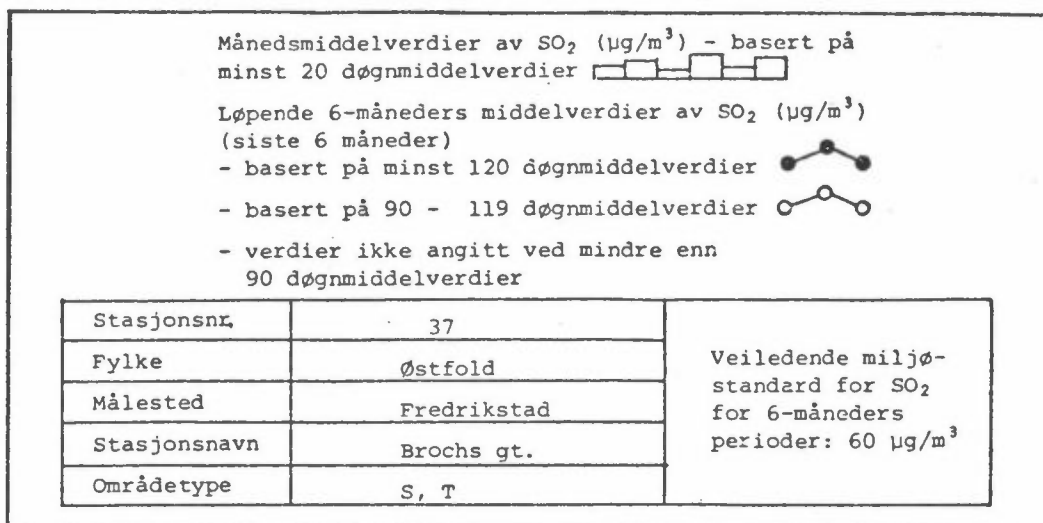 Månedsmiddelverdier av SO₂ (µg/m³) - basert på
minst 20 døgnmiddelverdier
Løpende 6-måneders middelverdier av SO₂ (µg/m³)
(siste 6 måneder)
- basert på minst 120 døgnmiddelverdier
- basert på 90 - 119 døgnmiddelverdier
- verdier ikke angitt ved mindre enn
90 døgnmiddelverdier
Stasjonsnr. 37
Fylke Østfold
Målested Fredrikstad
Stasjonsnavn Brochs gt.
Områdetype S, T
Veiledende miljø-
standard for SO₂
for 6-måneders
perioder: 60 µg/m³